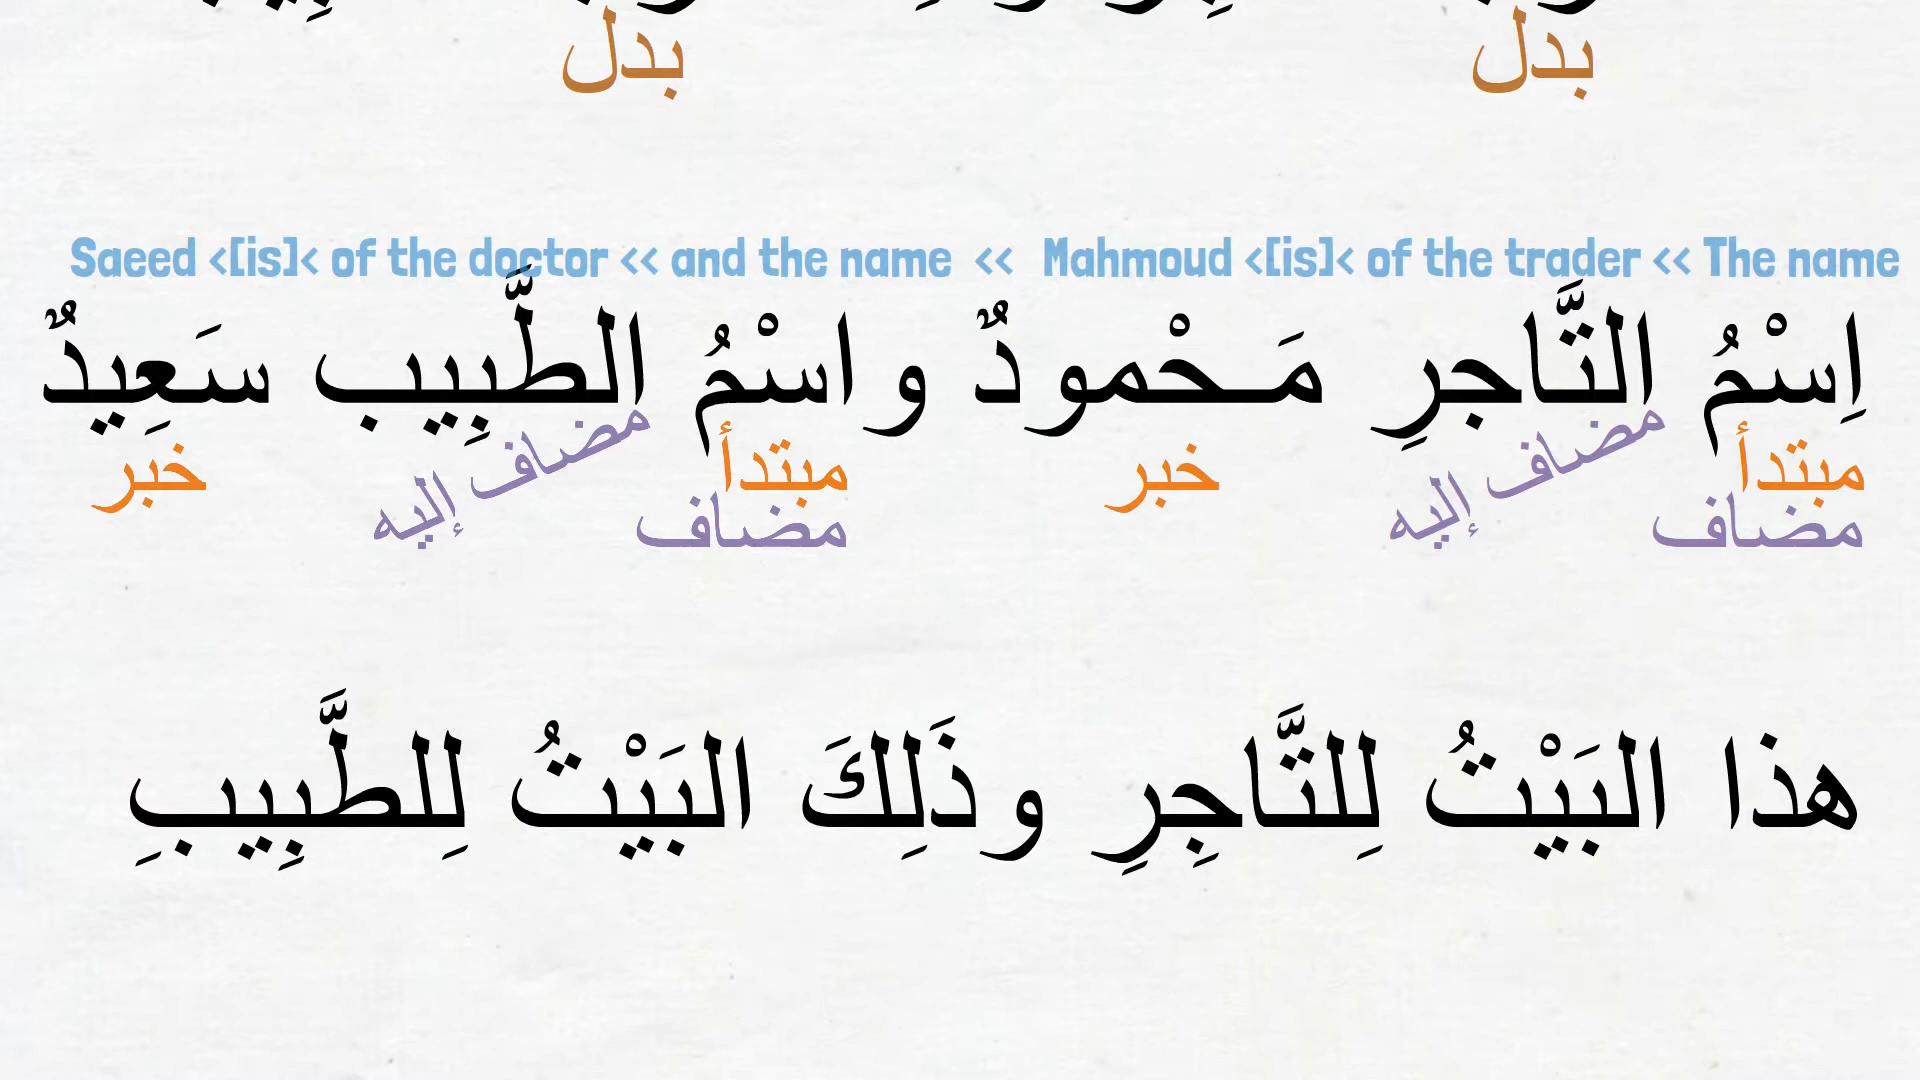 بدل بدل
Saeed <[is]< of the doctor << and the name << Mahmoud <[is]< of the trader << The name
اِسْمُ التَّاجرِ مَـحْمودٌ واسْمُ الطَّبِيب سَعِيدٌ
مبتدأ مضاف إليه خبر مبتدأ مضاف إليه خبر
مضاف مضاف
هذا البَيْتُ لِلتَّاجِرِ وذَلِكَ البَيْتُ لِلطَّبِيبِ